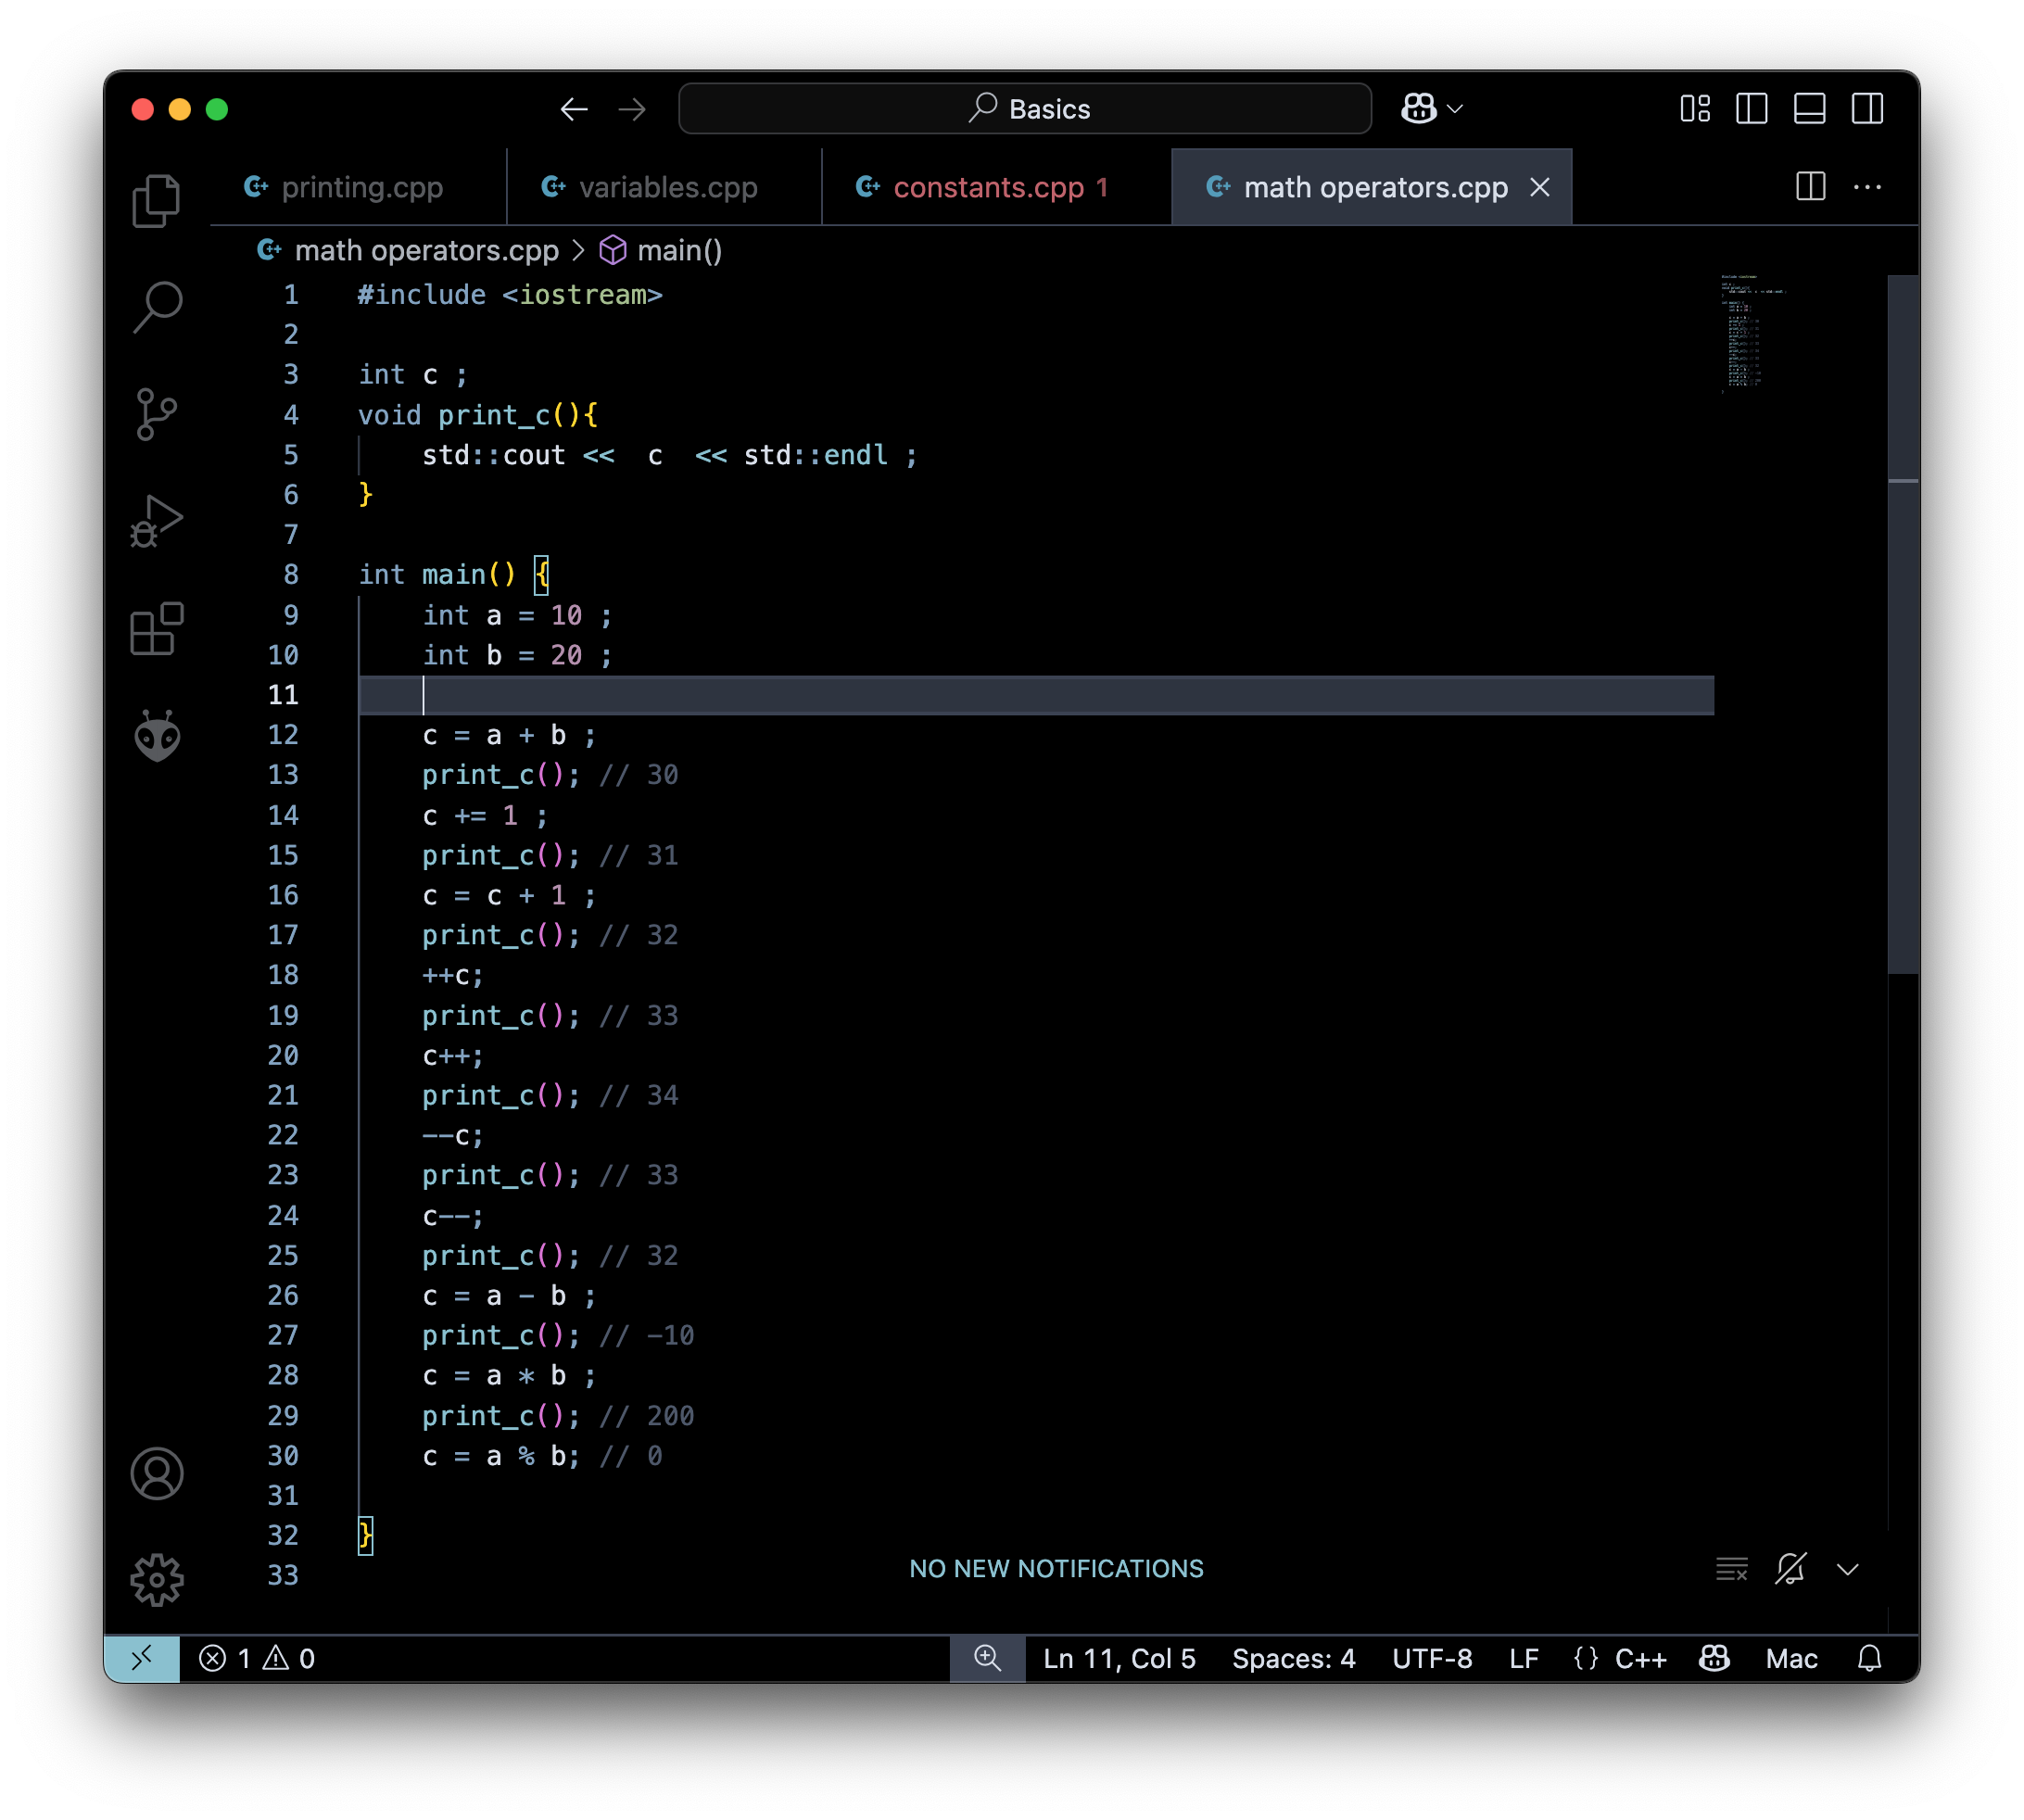 Basics
printing.cpp
variables.cpp
constants.cpp 1
math operators.cpp
math operators.cpp > main()
1 #include <iostream>
2
3 int c ;
4 void print_c(){
5     std::cout <<  c  << std::endl ;
6 }
7
8 int main() {
9     int a = 10 ;
10     int b = 20 ;
11
12     c = a + b ;
13     print_c(); // 30
14     c += 1 ;
15     print_c(); // 31
16     c = c + 1 ;
17     print_c(); // 32
18     ++c;
19     print_c(); // 33
20     c++;
21     print_c(); // 34
22     --c;
23     print_c(); // 33
24     c--;
25     print_c(); // 32
26     c = a - b ;
27     print_c(); // -10
28     c = a * b ;
29     print_c(); // 200
30     c = a % b; // 0
31
32 }
33
NO NEW NOTIFICATIONS
1 0 Ln 11, Col 5 Spaces: 4 UTF-8 LF {} C++ Mac